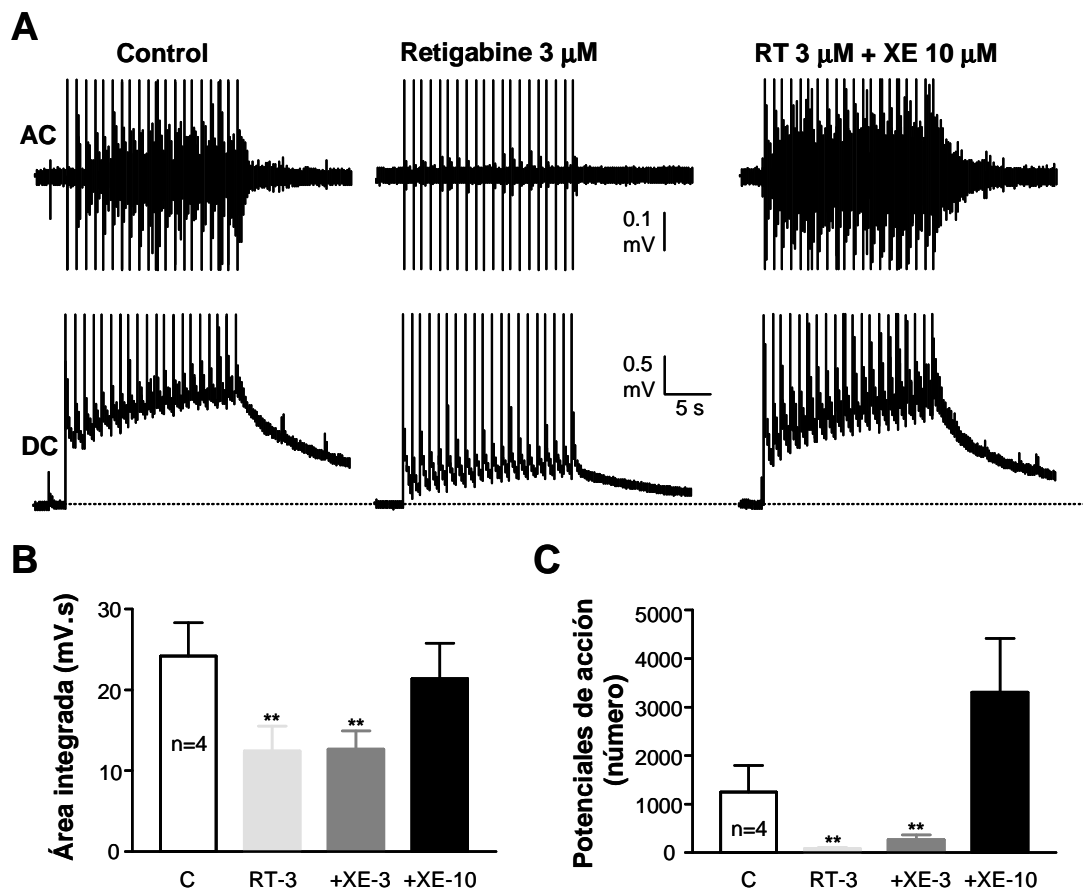 A
Control
Retigabine 3 µM
RT 3 µM + XE 10 µM
AC
0.1
mV
0.5
mV
5 s
DC
B
Área integrada (mV.s)
30
20
10
0
n=4
**
**
C
RT-3
+XE-3
+XE-10
C
Potenciales de acción
(número)
5000
4000
3000
2000
1000
0
n=4
**
**
C
RT-3
+XE-3
+XE-10